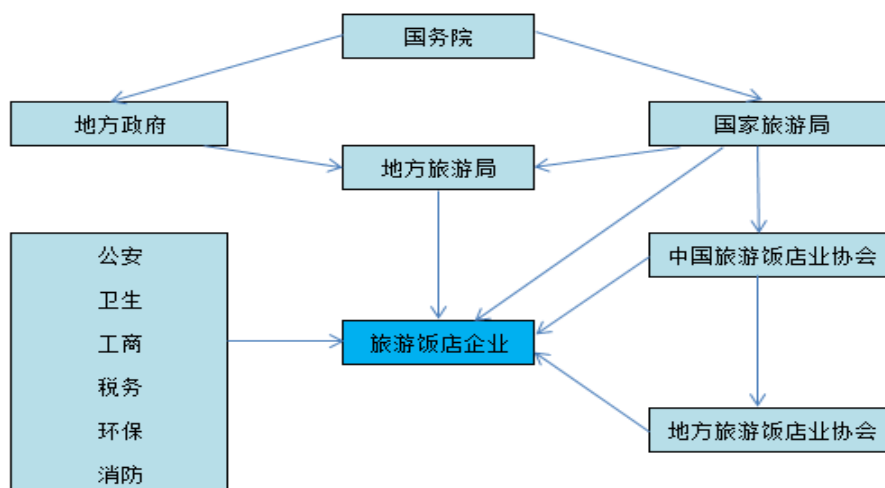 国务院
地方政府
国家旅游局
地方旅游局
公安
卫生
工商
税务
环保
消防
中国旅游饭店业协会
旅游饭店企业
地方旅游饭店业协会